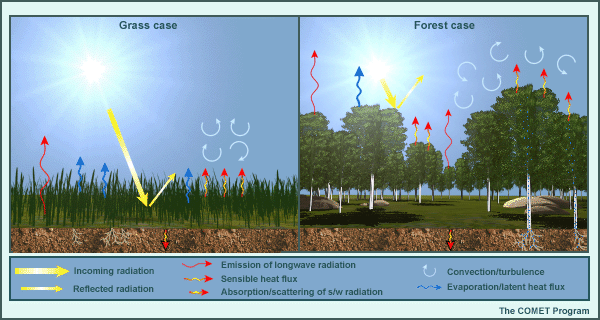 Grass case
Forest case
Incoming radiation
Reflected radiation
Emission of longwave radiation
Sensible heat flux
Absorption/scattering of s/w radiation
Convection/turbulence
Evaporation/latent heat flux
The COMET Program